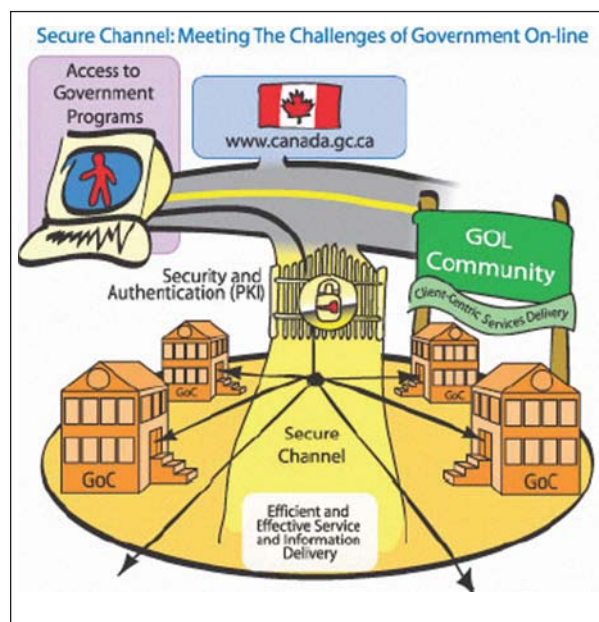 Secure Channel: Meeting The Challenges of Government On-line
Access to
Government
Programs
www.canada.gc.ca
GOL
Community
Client-Centric Services Delivery
Security and
Authentication (PKI)
GoC
GoC
GoC
GoC
Secure
Channel
Efficient and
Effective Service
and Information
Delivery